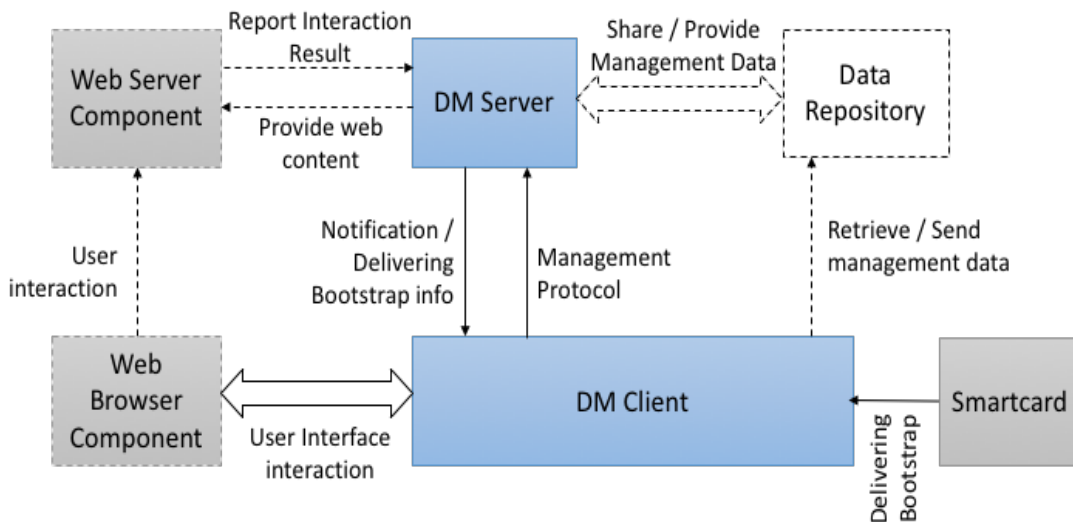 Report Interaction
Result
Web Server
Component
Provide web
content
DM Server
Share / Provide
Management Data
Data
Repository
User
interaction
Notification /
Delivering
Bootstrap info
Management
Protocol
Retrieve / Send
management data
Web
Browser
Component
User Interface
interaction
DM Client
Delivering
Bootstrap
Smartcard